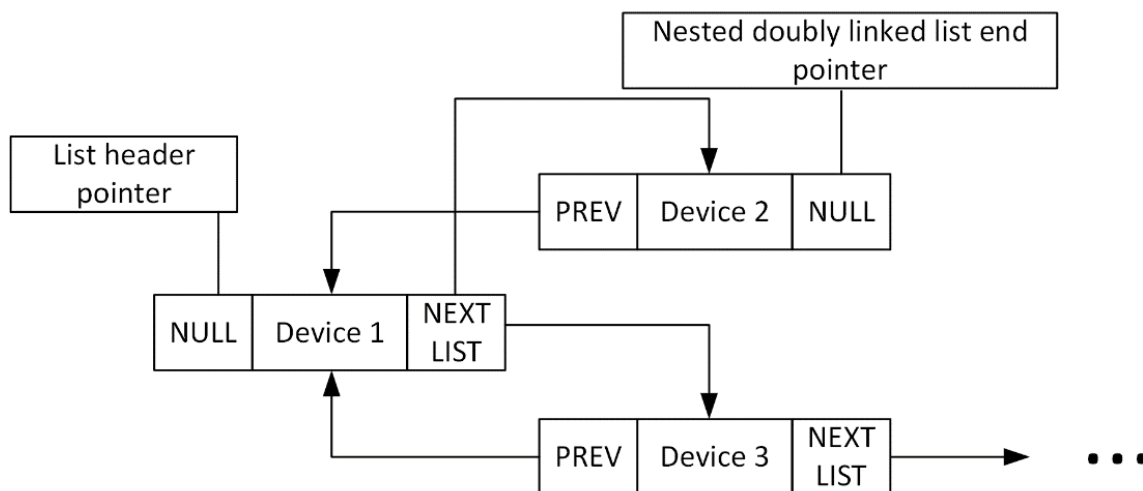 Nested doubly linked list end
pointer
List header
pointer
PREV
Device 2
NULL
NULL
Device 1
NEXT
LIST
PREV
Device 3
NEXT
LIST
...